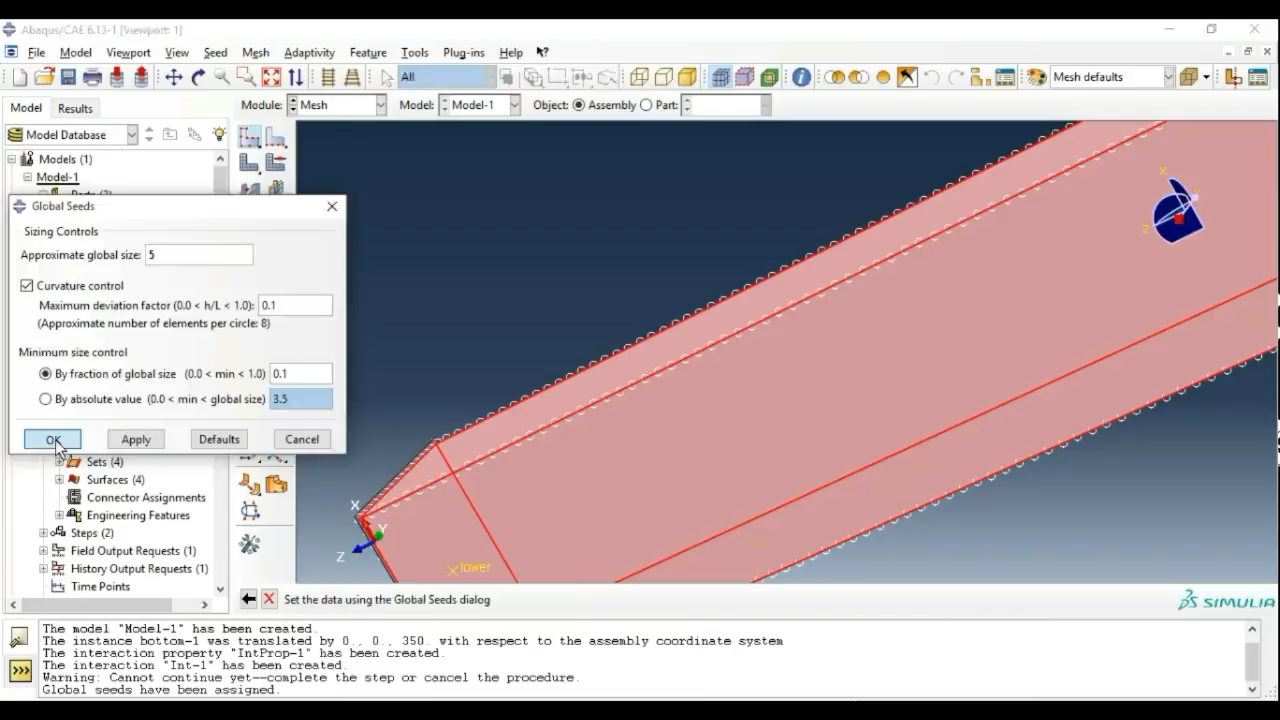 Abaqus/CAE 6.13-1 [Viewport: 1]
File Model Viewport View Seed Mesh Adaptivity Feature Tools Plug-ins Help
All Mesh defaults
Model Results Module: Mesh Model: Model-1 Object: Assembly Part:
Model Database
Models (1)
Model-1
Global Seeds
Sizing Controls
Approximate global size: 5
Curvature control
Maximum deviation factor (0.0 < h/L < 1.0): 0.1
(Approximate number of elements per circle: 8)
Minimum size control
By fraction of global size (0.0 < min < 1.0) 0.1
By absolute value (0.0 < min < global size) 3.5
OK Apply Defaults Cancel
Sets (4)
Surfaces (4)
Connector Assignments
Engineering Features
Steps (2)
Field Output Requests (1)
History Output Requests (1)
Time Points
X
Y
Z
lower
X
Z
Set the data using the Global Seeds dialog
SIMULIA
The model "Model-1" has been created.
The instance bottom-1 was translated by 0., 0., 350. with respect to the assembly coordinate system
The interaction property "IntProp-1" has been created.
The interaction "Int-1" has been created.
Warning: Cannot continue yet--complete the step or cancel the procedure.
Global seeds have been assigned.